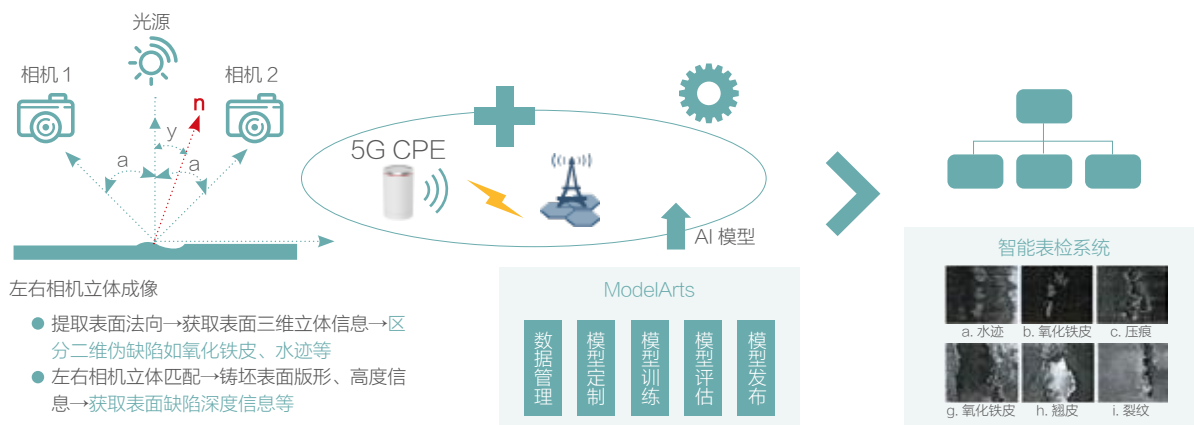 光源
相机 1
相机 2
n
y
a
a
左右相机立体成像
提取表面法向→获取表面三维立体信息→区
分二维伪缺陷如氧化铁皮、水迹等
左右相机立体匹配→铸坯表面版形、高度信
息→获取表面缺陷深度信息等
5G CPE
AI 模型
ModelArts
数据管理
模型定制
模型训练
模型评估
模型发布
智能表检系统
a. 水迹
b. 氧化铁皮
c. 压痕
g. 氧化铁皮
h. 翘皮
i. 裂纹